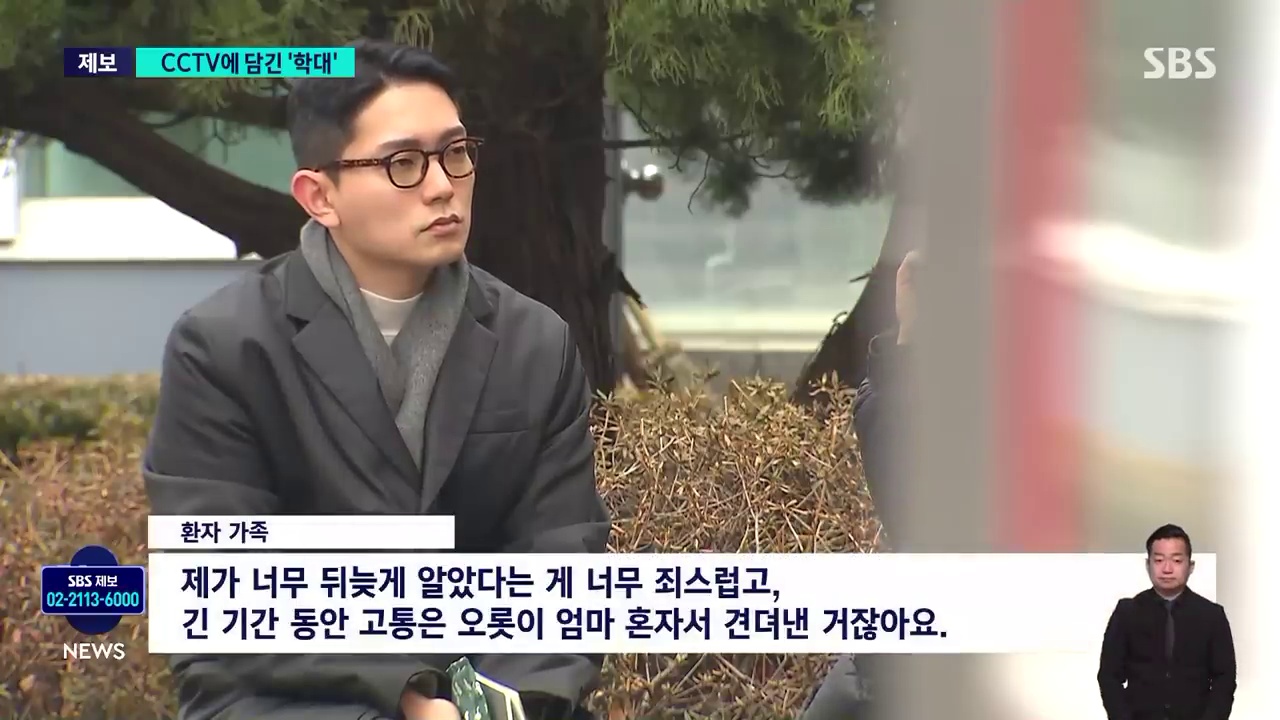 제보 CCTV에 담긴 '학대'
SBS
환자 가족
제가 너무 뒤늦게 알았다는 게 너무 죄스럽고,
긴 기간 동안 고통은 오롯이 엄마 혼자서 견뎌낸 거잖아요.
SBS 제보
02-2113-6000
NEWS